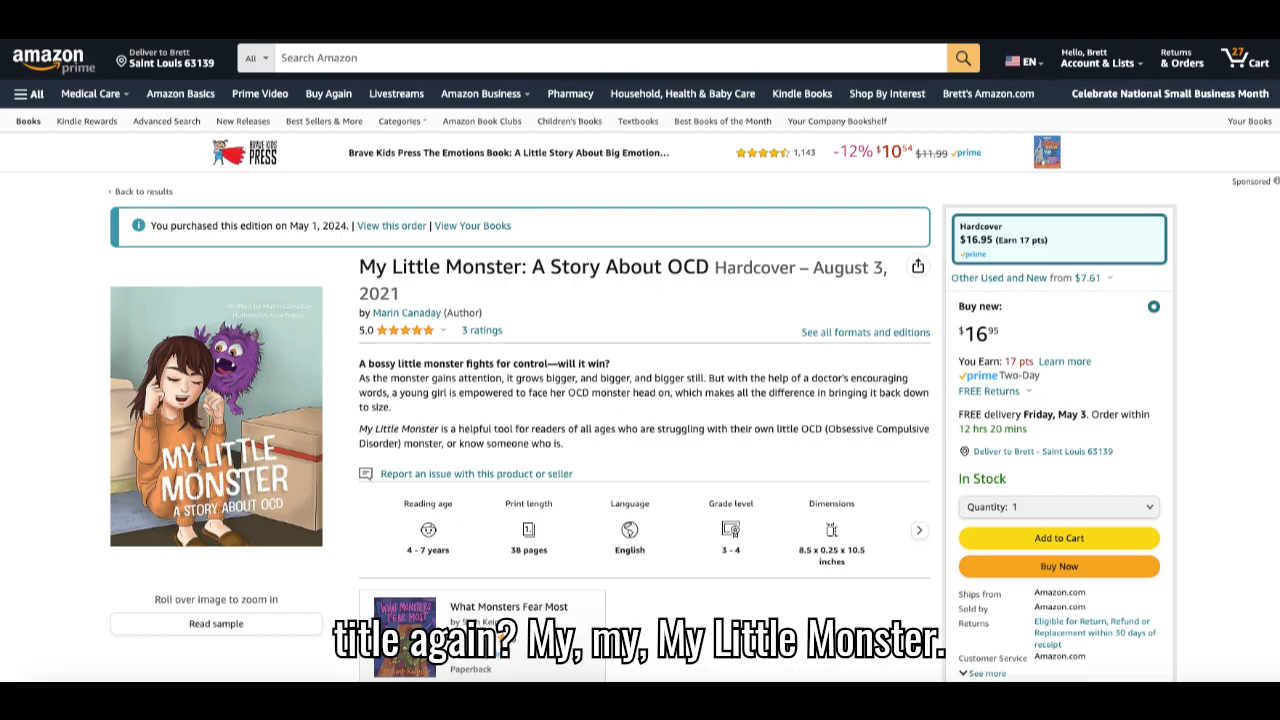 amazon
prime
Deliver to Brett
Saint Louis 63139
All
Search Amazon
EN
Hello, Brett
Account & Lists
Returns
& Orders
27
Cart
All
Medical Care
Amazon Basics
Prime Video
Buy Again
Livestreams
Amazon Business
Pharmacy
Household, Health & Baby Care
Kindle Books
Shop By Interest
Brett's Amazon.com
Celebrate National Small Business Month
Books
Kindle Rewards
Advanced Search
New Releases
Best Sellers & More
Categories
Amazon Book Clubs
Children's Books
Textbooks
Best Books of the Month
Your Company Bookshelf
Your Books
BRAVE KIDS
PRESS
Brave Kids Press The Emotions Book: A Little Story About Big Emotion...
1,143
-12% $10 54 $11.99 prime
Sponsored
‹ Back to results
You purchased this edition on May 1, 2024. | View this order | View Your Books
My Little Monster: A Story About OCD Hardcover – August 3,
2021
by Marin Canaday (Author)
5.0
3 ratings
See all formats and editions
A bossy little monster fights for control—will it win?
As the monster gains attention, it grows bigger, and bigger, and bigger still. But with the help of a doctor's encouraging
words, a young girl is empowered to face her OCD monster head on, which makes all the difference in bringing it back down
to size.
My Little Monster is a helpful tool for readers of all ages who are struggling with their own little OCD (Obsessive Compulsive
Disorder) monster, or know someone who is.
Report an issue with this product or seller
Reading age
4 - 7 years
Print length
38 pages
Language
English
Grade level
3 - 4
Dimensions
8.5 x 0.25 x 10.5
inches
Written by Marin Canaday
MY LITTLE
MONSTER
A STORY ABOUT OCD
Roll over image to zoom in
Read sample
WHAT MONSTERS
FEAR MOST
What Monsters Fear Most
Paperback
Hardcover
$16.95 (Earn 17 pts)
prime
Other Used and New from $7.61
Buy new:
$16 95
You Earn: 17 pts Learn more
prime Two-Day
FREE Returns
FREE delivery Friday, May 3. Order within
12 hrs 20 mins
Deliver to Brett - Saint Louis 63139
In Stock
Quantity: 1
Add to Cart
Buy Now
Ships from
Amazon.com
Sold by
Amazon.com
Returns
Eligible for Return, Refund or
Replacement within 30 days of
receipt
Customer Service
Amazon.com
See more
title again? My, my, My Little Monster.